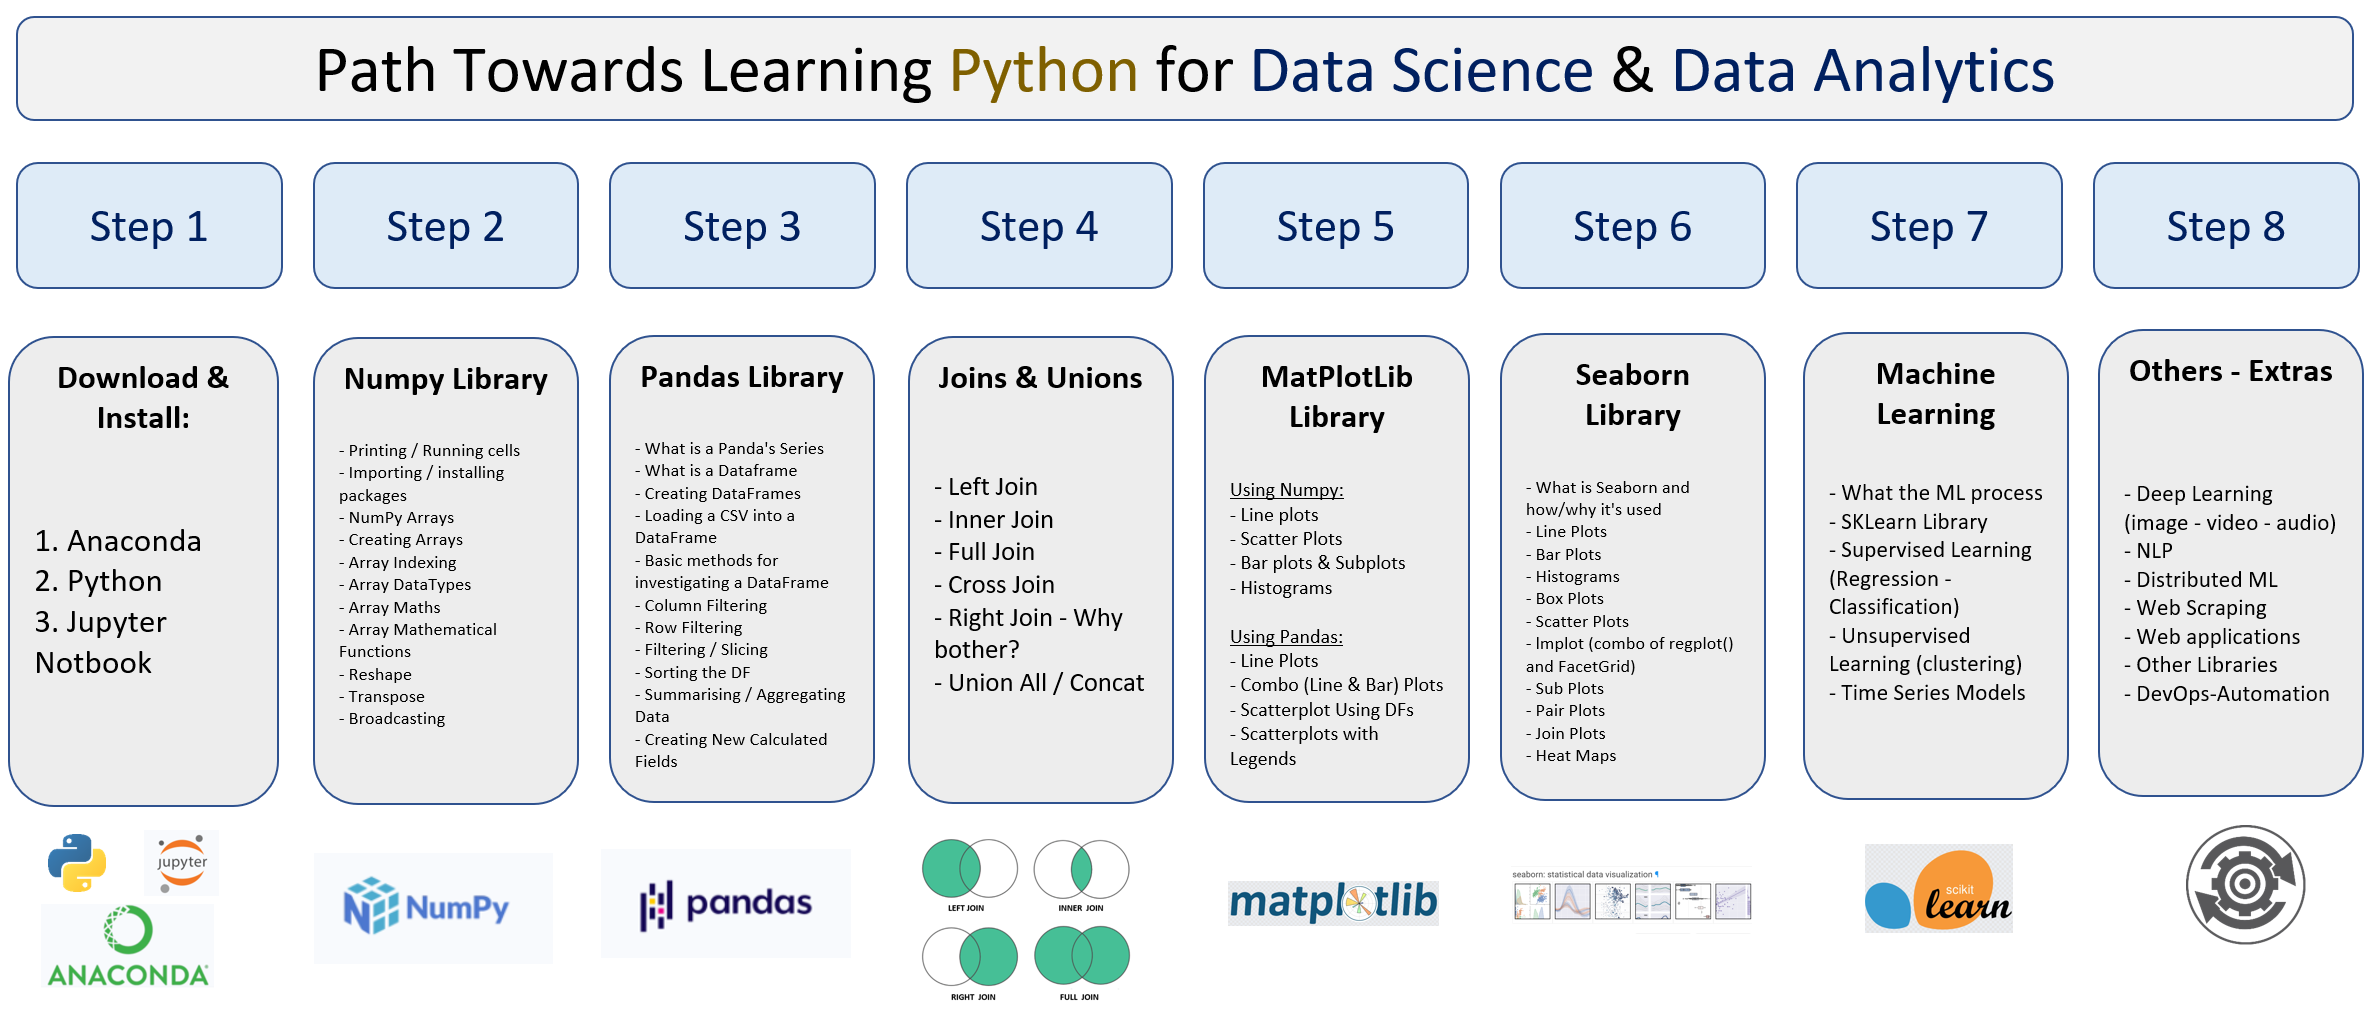 Path Towards Learning Python for Data Science & Data Analytics
Step 1
Step 2
Step 3
Step 4
Step 5
Step 6
Step 7
Step 8
Download &
Install:
1. Anaconda
2. Python
3. Jupyter
Notbook
Numpy Library
- Printing / Running cells
- Importing / installing
packages
- NumPy Arrays
- Creating Arrays
- Array Indexing
- Array DataTypes
- Array Maths
- Array Mathematical
Functions
- Reshape
- Transpose
- Broadcasting
Pandas Library
- What is a Panda's Series
- What is a Dataframe
- Creating DataFrames
- Loading a CSV into a
DataFrame
- Basic methods for
investigating a DataFrame
- Column Filtering
- Row Filtering
- Filtering / Slicing
- Sorting the DF
- Summarising / Aggregating
Data
- Creating New Calculated
Fields
Joins & Unions
- Left Join
- Inner Join
- Full Join
- Cross Join
- Right Join - Why
bother?
- Union All / Concat
MatPlotLib
Library
Using Numpy:
- Line plots
- Scatter Plots
- Bar plots & Subplots
- Histograms
Using Pandas:
- Line Plots
- Combo (Line & Bar) Plots
- Scatterplot Using DFs
- Scatterplots with
Legends
Seaborn
Library
- What is Seaborn and
how/why it's used
- Line Plots
- Bar Plots
- Histograms
- Box Plots
- Scatter Plots
- lmplot (combo of regplot()
and FacetGrid)
- Sub Plots
- Pair Plots
- Join Plots
- Heat Maps
Machine
Learning
- What the ML process
- SKLearn Library
- Supervised Learning
(Regression -
Classification)
- Unsupervised
Learning (clustering)
- Time Series Models
Others - Extras
- Deep Learning
(image - video - audio)
- NLP
- Distributed ML
- Web Scraping
- Web applications
- Other Libraries
- DevOps-Automation
jupyter
ANACONDA
NumPy
pandas
LEFT JOIN
INNER JOIN
RIGHT JOIN
FULL JOIN
matplotlib
seaborn: statistical data visualization ¶
scikit
learn